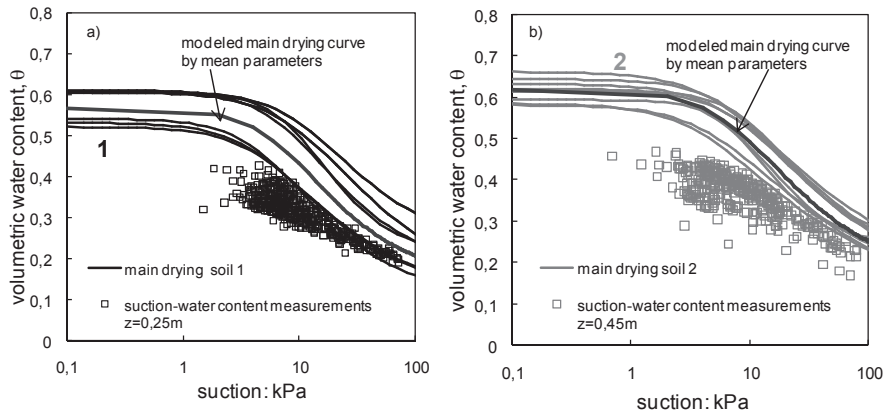 a)
modeled main drying curve
by mean parameters
1
main drying soil 1
suction-water content measurements
z=0,25m
volumetric water content, θ
0,8
0,7
0,6
0,5
0,4
0,3
0,2
0,1
0
0,1
1
10
100
suction: kPa
b)
2
modeled main drying curve
by mean parameters
main drying soil 2
suction-water content measurements
z=0,45m
volumetric water content, θ
0,8
0,7
0,6
0,5
0,4
0,3
0,2
0,1
0
0,1
1
10
100
suction: kPa